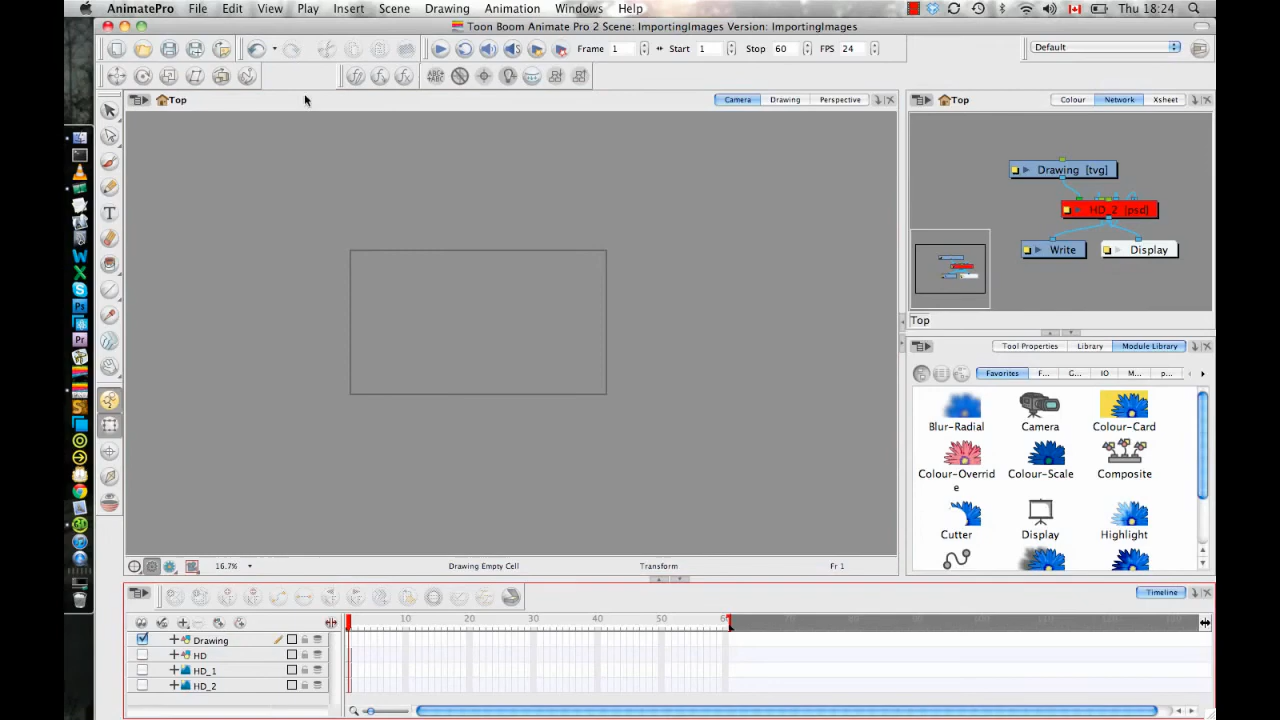 AnimatePro File Edit View Play Insert Scene Drawing Animation Windows Help Thu 18:24
Toon Boom Animate Pro 2 Scene: ImportingImages Version: ImportingImages
Frame 1 Start 1 Stop 60 FPS 24 Default
Top Camera Drawing Perspective
Top Colour Network Xsheet
Drawing [tvg]
HD_2 [psd]
Write Display
Top
Tool Properties Library Module Library
Favorites F... G... IO M... p...
Blur-Radial Camera Colour-Card
Colour-Overrid
e Colour-Scale Composite
Cutter Display Highlight
16.7% Drawing Empty Cell Transform Fr 1
Timeline
10 20 30 40 50
Drawing
HD
HD_1
HD_2